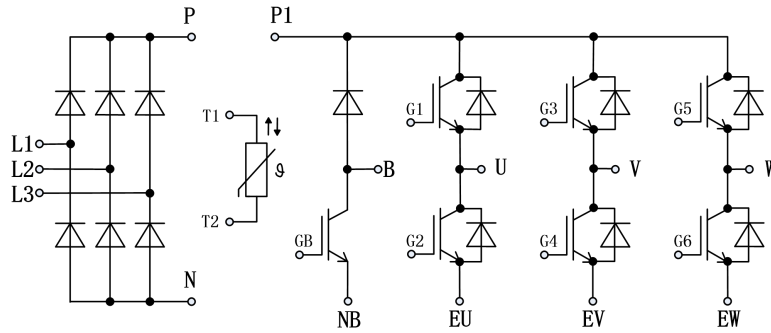 P P1
T1
G1 G3 G5
L1
L2 B U V W
ϑ
L3
T2
GB G2 G4 G6
N
NB EU EV EW